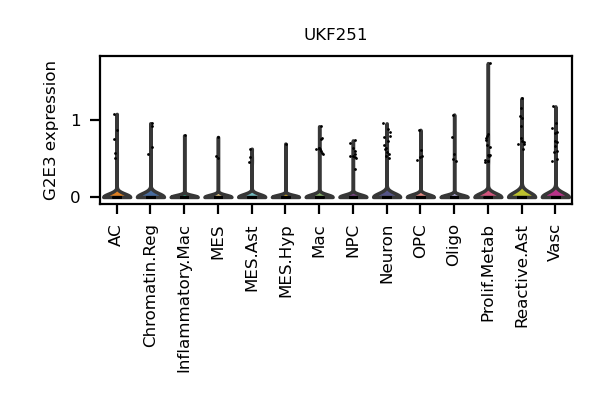 UKF251
G2E3 expression
1
0
AC
Chromatin.Reg
Inflammatory.Mac
MES
MES.Ast
MES.Hyp
Mac
NPC
Neuron
OPC
Oligo
Prolif.Metab
Reactive.Ast
Vasc